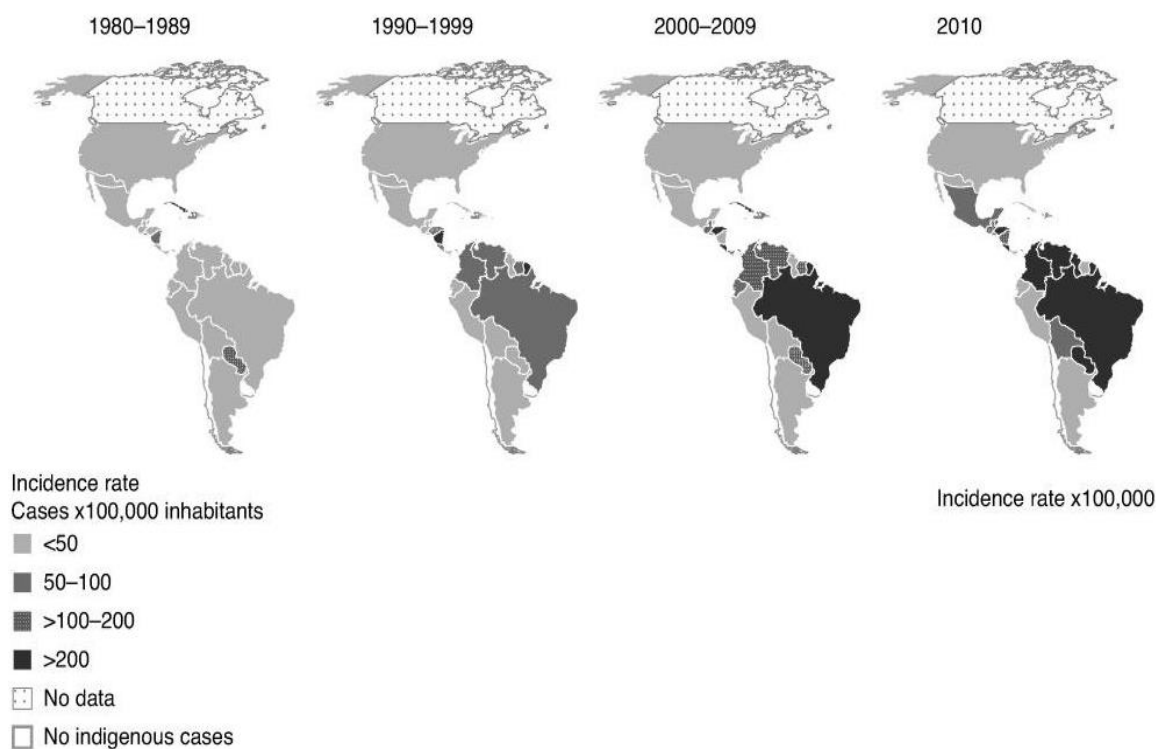 1980–1989
1990–1999
2000–2009
2010
Incidence rate
Cases x100,000 inhabitants
<50
50–100
>100–200
>200
No data
No indigenous cases
Incidence rate x100,000